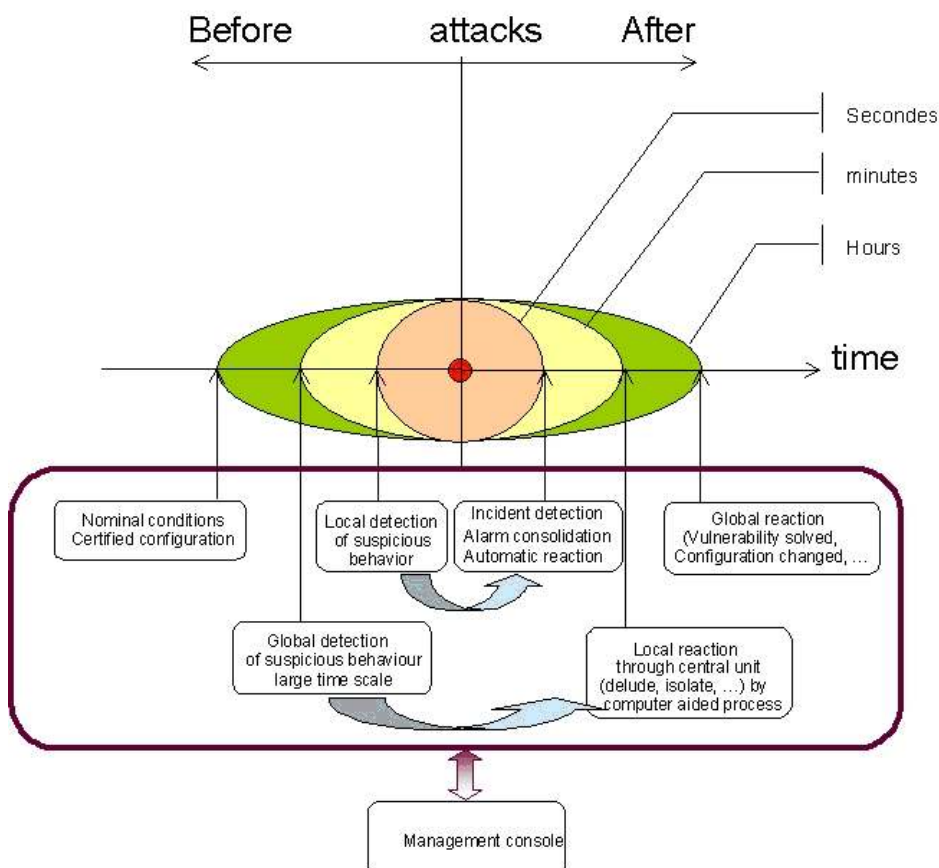 Before attacks After
Secondes
minutes
Hours
time
Nominal conditions
Certified configuration
Local detection
of suspicious
behavior
Incident detection
Alarm consolidation
Automatic reaction
Global reaction
(Vulnerability solved,
Configuration changed, …
Global detection
of suspicious behaviour
large time scale
Local reaction
through central unit
(delude, isolate, …) by
computer aided process
Management console